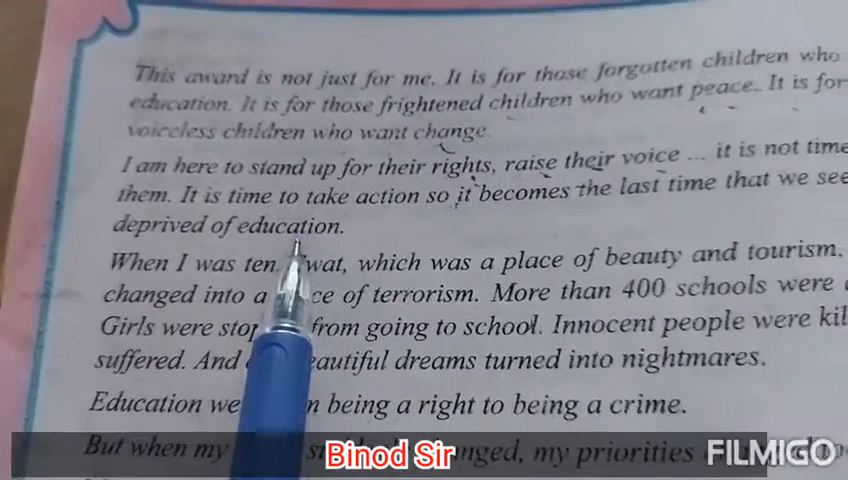 This award is not just for me. It is for those forgotten children who
education. It is for those frightened children who want peace. It is for
voiceless children who want change.
I am here to stand up for their rights, raise their voice ... it is not time
them. It is time to take action so it becomes the last time that we see
deprived of education.
When I was ten, wat, which was a place of beauty and tourism,
changed into a ce of terrorism. More than 400 schools were
Girls were stop from going to school. Innocent people were kil
suffered. And eautiful dreams turned into nightmares.
Education we n being a right to being a crime.
But when my nged, my priorities
Binod Sir
FILMIGO